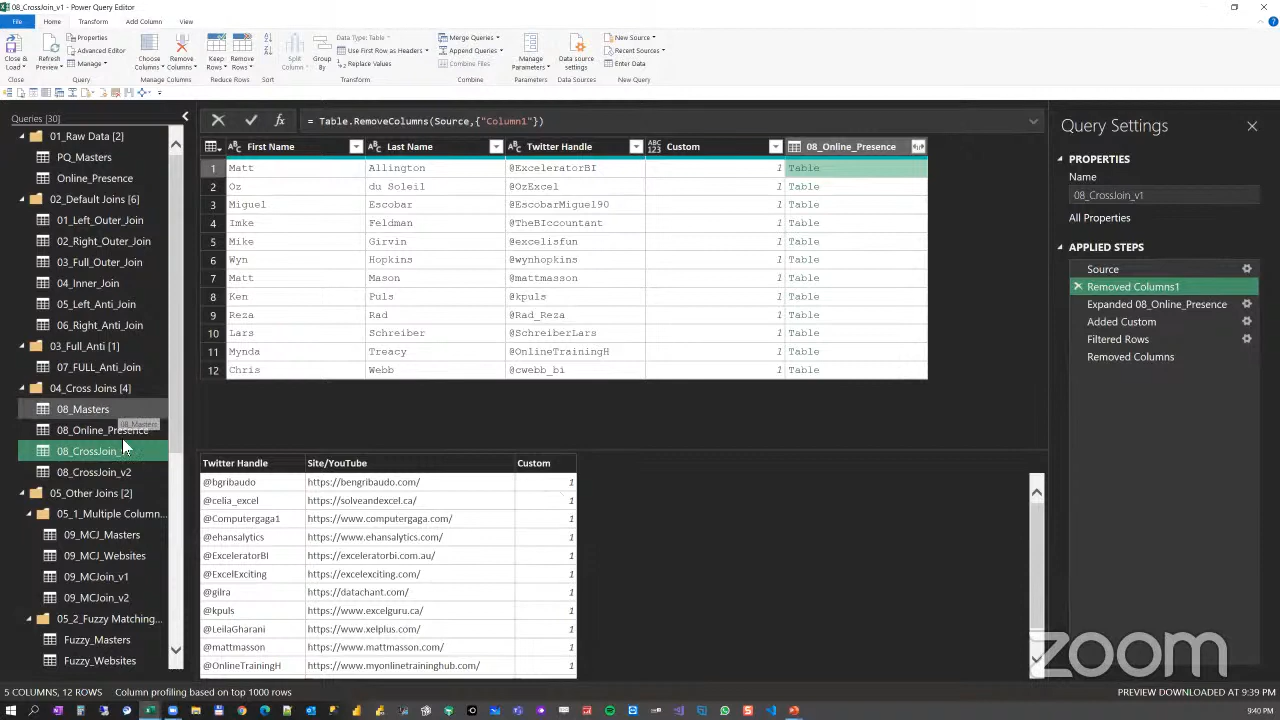 08_CrossJoin_v1 - Power Query Editor
File Home Transform Add Column View
Close & Load
Refresh Preview
Properties
Advanced Editor
Manage
Choose Columns
Remove Columns
Keep Rows
Remove Rows
Split Column
Group By
Data Type: Table
Use First Row as Headers
Replace Values
Merge Queries
Append Queries
Combine Files
Manage Parameters
Data source settings
New Source
Recent Sources
Enter Data
Close Query Manage Columns Reduce Rows Sort Transform Combine Parameters Data Sources New Query
Queries [30]
01_Raw Data [2]
PQ_Masters
Online_Presence
02_Default Joins [6]
01_Left_Outer_Join
02_Right_Outer_Join
03_Full_Outer_Join
04_Inner_Join
05_Left_Anti_Join
06_Right_Anti_Join
03_Full_Anti [1]
07_FULL_Anti_Join
04_Cross Joins [4]
08_Masters
08_Masters
08_Online_Presence
08_CrossJoin_
08_CrossJoin_v2
05_Other Joins [2]
05_1_Multiple Column...
09_MCJ_Masters
09_MCJ_Websites
09_MCJoin_v1
09_MCJoin_v2
05_2_Fuzzy Matching...
Fuzzy_Masters
Fuzzy_Websites
= Table.RemoveColumns(Source,{"Column1"})
First Name Last Name Twitter Handle Custom 08_Online_Presence
1 Matt Allington @ExceleratorBI 1 Table
2 Oz du Soleil @OzExcel 1 Table
3 Miguel Escobar @EscobarMiguel90 1 Table
4 Imke Feldman @TheBIccountant 1 Table
5 Mike Girvin @excelisfun 1 Table
6 Wyn Hopkins @wynhopkins 1 Table
7 Matt Mason @mattmasson 1 Table
8 Ken Puls @kpuls 1 Table
9 Reza Rad @Rad_Reza 1 Table
10 Lars Schreiber @SchreiberLars 1 Table
11 Mynda Treacy @OnlineTrainingH 1 Table
12 Chris Webb @cwebb_bi 1 Table
Twitter Handle Site/YouTube Custom
@bgribaudo https://bengribaudo.com/ 1
@celia_excel https://solveandexcel.ca/ 1
@Computergaga1 https://www.computergaga.com/ 1
@ehansalytics https://www.ehansalytics.com/ 1
@ExceleratorBI https://exceleratorbi.com.au/ 1
@ExcelExciting https://excelexciting.com/ 1
@gilra https://datachant.com/ 1
@kpuls https://www.excelguru.ca/ 1
@LeilaGharani https://www.xelplus.com/ 1
@mattmasson https://www.mattmasson.com/ 1
@OnlineTrainingH https://www.myonlinetraininghub.com/ 1
Query Settings
PROPERTIES
Name
08_CrossJoin_v1
All Properties
APPLIED STEPS
Source
Removed Columns1
Expanded 08_Online_Presence
Added Custom
Filtered Rows
Removed Columns
zoom
5 COLUMNS, 12 ROWS Column profiling based on top 1000 rows
PREVIEW DOWNLOADED AT 9:39 PM
9:40 PM